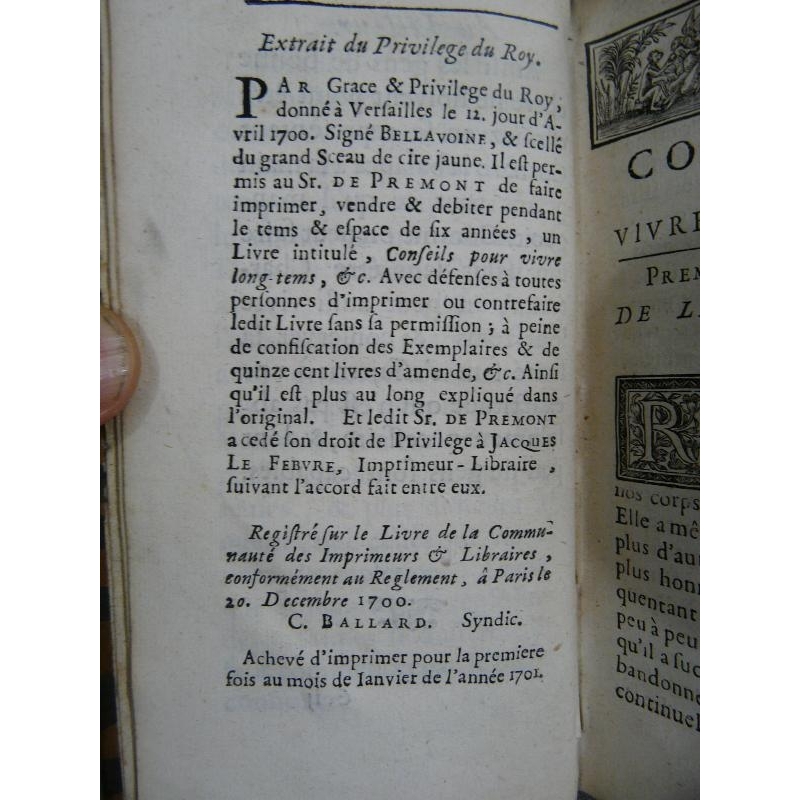 Extrait du Privilege du Roy.
PAR Grace & Privilege du Roy,
donné à Verſailles le 12. jour d'A-
vril 1700. Signé BELLAVOINE, & ſcellé
du grand Sceau de cire jaune. Il eſt per-
mis au Sr. DE PREMONT de faire
imprimer, vendre & debiter pendant
le tems & eſpace de ſix années, un
Livre intitulé, Conſeils pour vivre
long-tems, &c. Avec défenſes à toutes
perſonnes d'imprimer ou contrefaire
ledit Livre ſans ſa permiſſion ; à peine
de confiſcation des Exemplaires & de
quinze cent livres d'amende, &c. Ainſi
qu'il eſt plus au long expliqué dans
l'original. Et ledit Sr. DE PREMONT
a cedé ſon droit de Privilege à JACQUES
LE FEBVRE, Imprimeur-Libraire,
ſuivant l'accord fait entre eux.
Regiſtré ſur le Livre de la Commu-
nauté des Imprimeurs & Libraires,
conformément au Reglement, à Paris le
20. Decembre 1700.
C. BALLARD. Syndic.
Achevé d'imprimer pour la premiere
fois au mois de Ianvier de l'année 1701.
CO
VIVRE
PREM
DE L
R
nos corps
Elle a mê
plus d'au
plus honn
quentant
peu à peu
qu'il a ſuc
bandonne
continuel